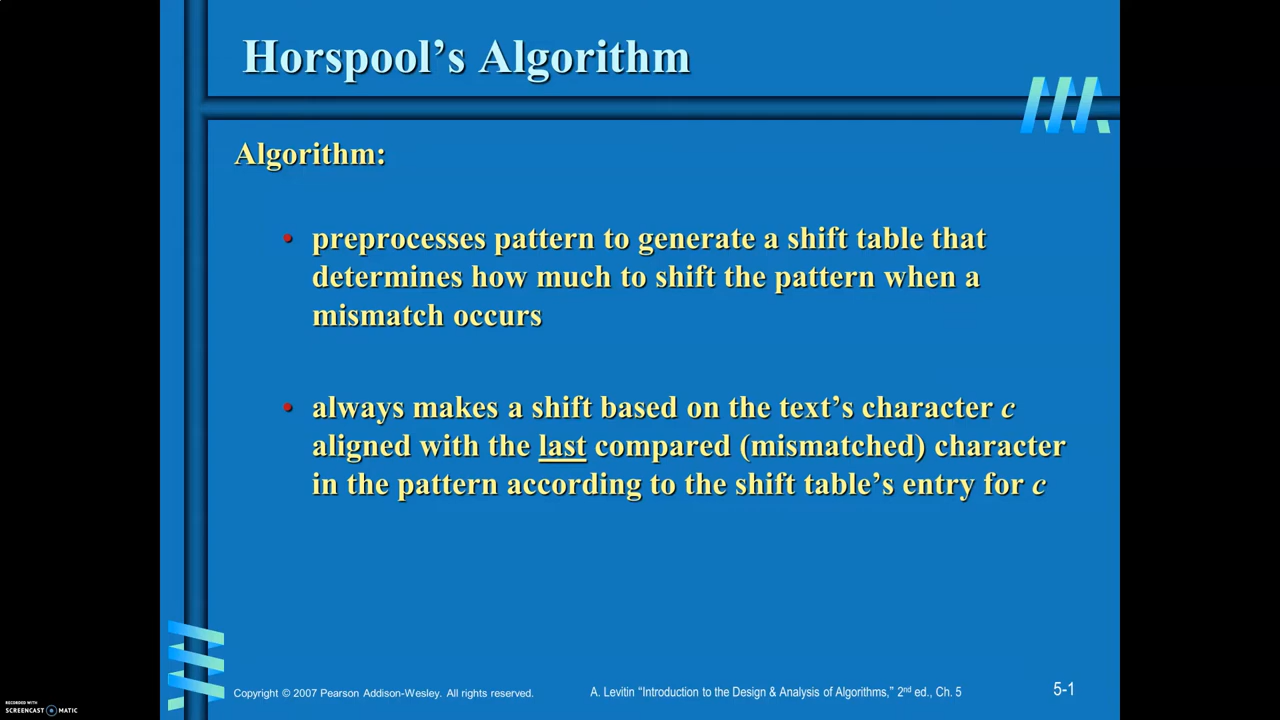 Horspool's Algorithm
Algorithm:
• preprocesses pattern to generate a shift table that
determines how much to shift the pattern when a
mismatch occurs
• always makes a shift based on the text's character c
aligned with the last compared (mismatched) character
in the pattern according to the shift table's entry for c
Copyright © 2007 Pearson Addison-Wesley. All rights reserved.
A. Levitin “Introduction to the Design & Analysis of Algorithms,” 2nd ed., Ch. 5
5-1
RECORDED WITH
SCREENCAST MATIC